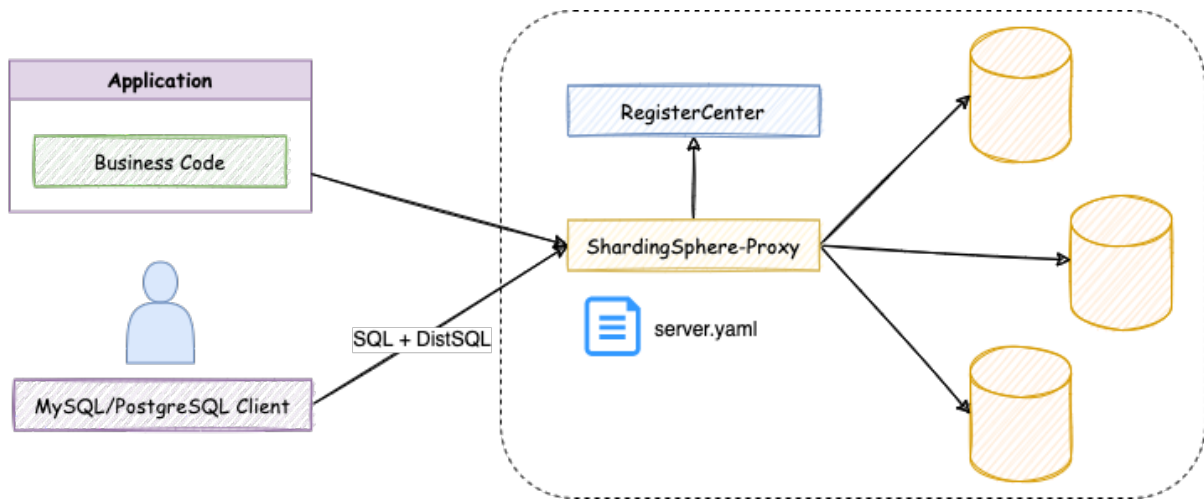 Application
Business Code
RegisterCenter
ShardingSphere-Proxy
server.yaml
SQL + DistSQL
MySQL/PostgreSQL Client